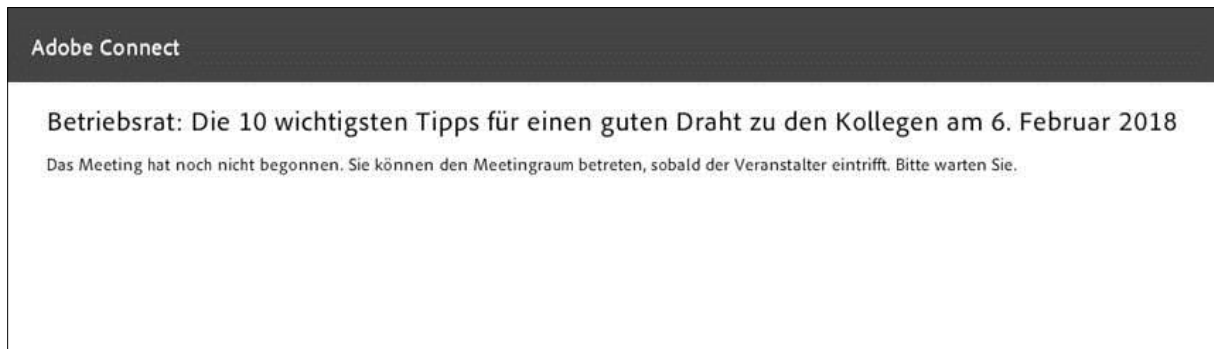 Adobe Connect
Betriebsrat: Die 10 wichtigsten Tipps für einen guten Draht zu den Kollegen am 6. Februar 2018
Das Meeting hat noch nicht begonnen. Sie können den Meetingraum betreten, sobald der Veranstalter eintrifft. Bitte warten Sie.